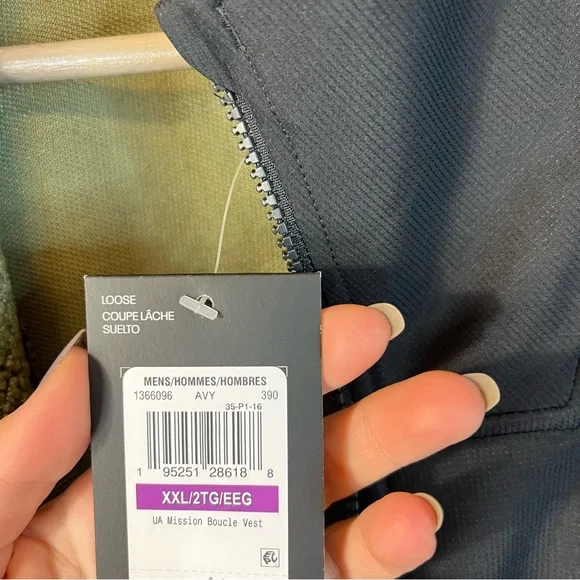 LOOSE
COUPE LÂCHE
SUELTO
MENS/HOMMES/HOMBRES
1366096 AVY 390
35-P1-16
1 95251 28618 8
XXL/2TG/EEG
UA Mission Boucle Vest